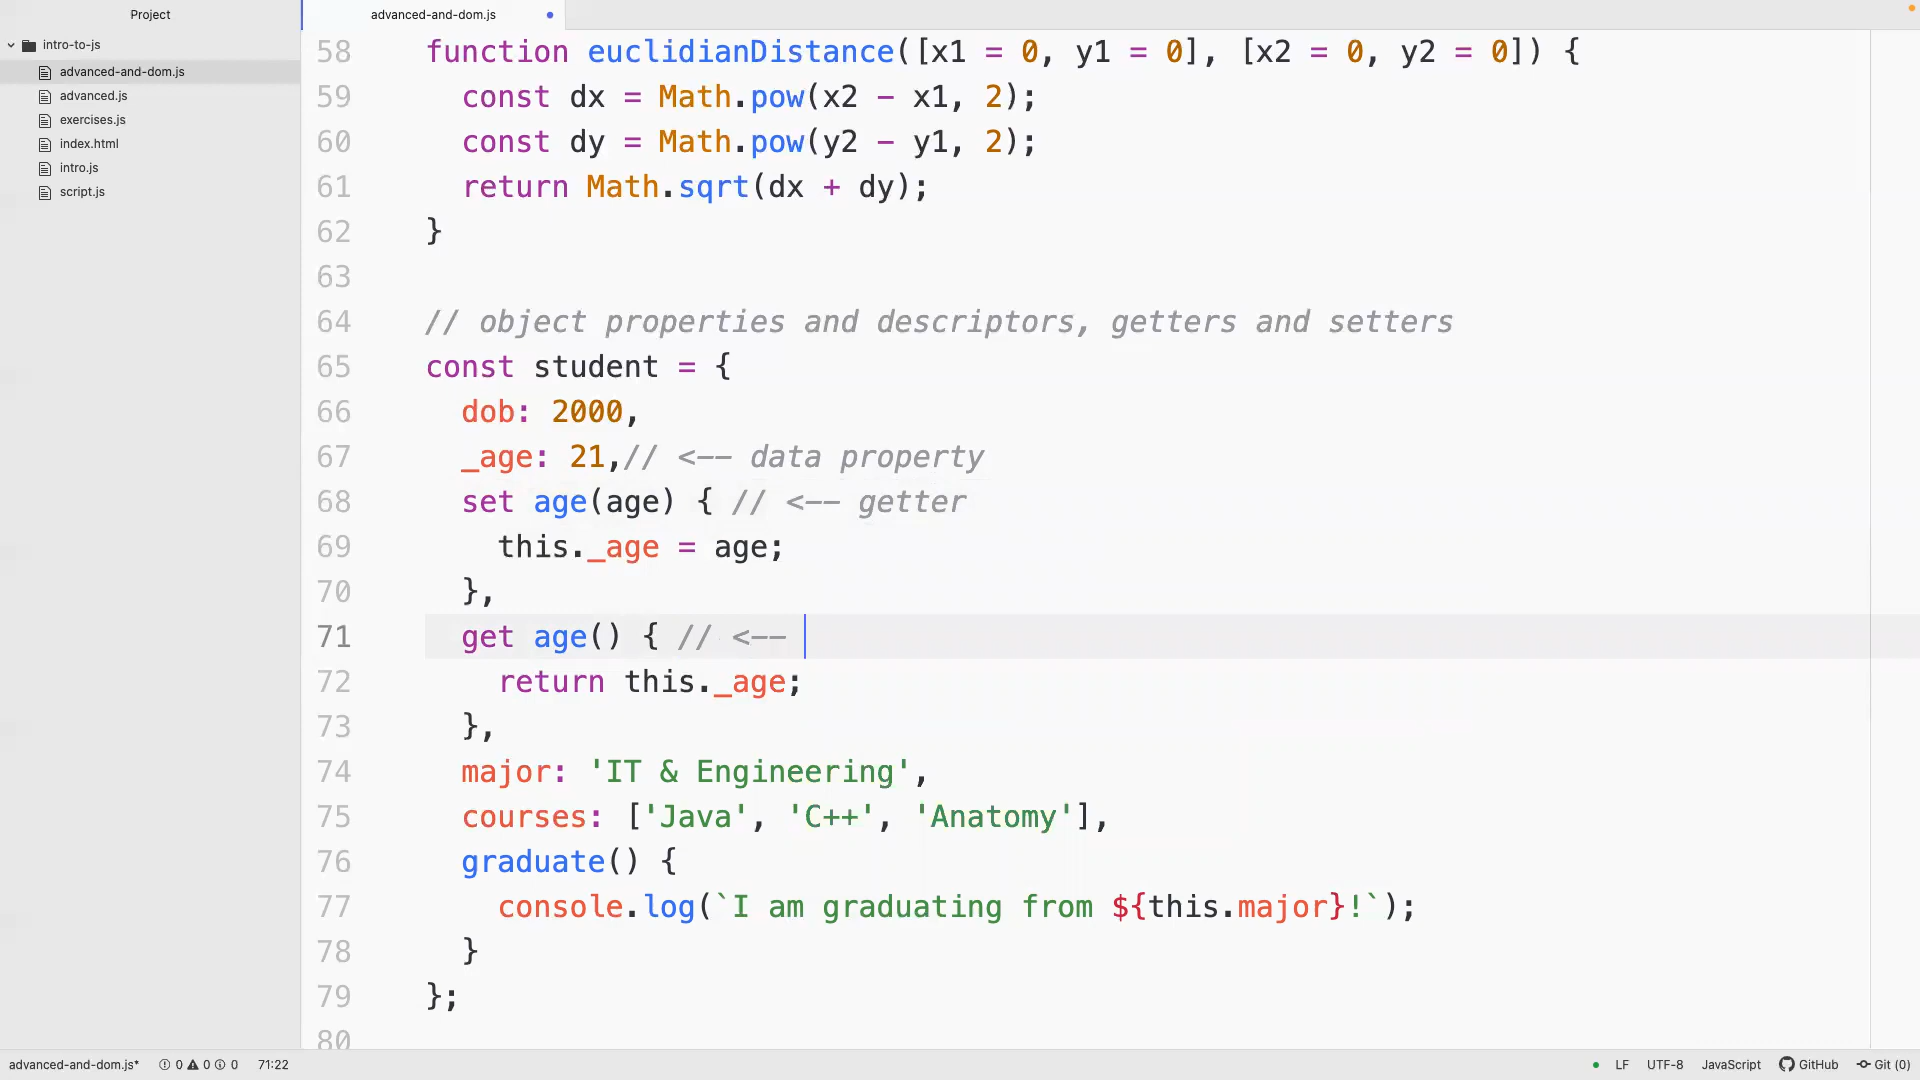 Project
advanced-and-dom.js
intro-to-js
advanced-and-dom.js
advanced.js
exercises.js
index.html
intro.js
script.js
58 function euclidianDistance([x1 = 0, y1 = 0], [x2 = 0, y2 = 0]) {
59 const dx = Math.pow(x2 - x1, 2);
60 const dy = Math.pow(y2 - y1, 2);
61 return Math.sqrt(dx + dy);
62 }
63
64 // object properties and descriptors, getters and setters
65 const student = {
66 dob: 2000,
67 _age: 21,// <-- data property
68 set age(age) { // <-- getter
69 this._age = age;
70 },
71 get age() { // <--
72 return this._age;
73 },
74 major: 'IT & Engineering',
75 courses: ['Java', 'C++', 'Anatomy'],
76 graduate() {
77 console.log(`I am graduating from ${this.major}!`);
78 }
79 };
80
advanced-and-dom.js* 0 0 0 71:22 LF UTF-8 JavaScript GitHub Git (0)